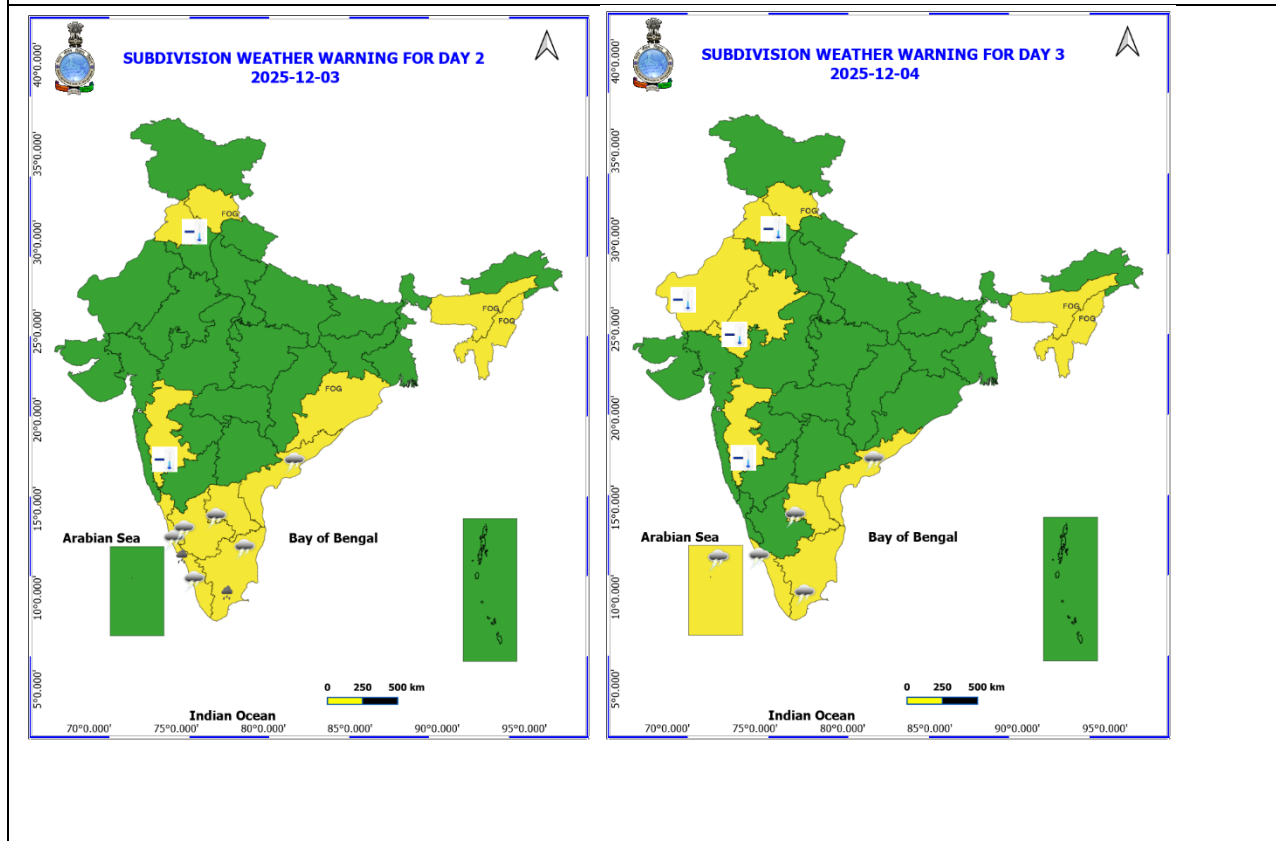 SUBDIVISION WEATHER WARNING FOR DAY 2
2025-12-03
40°0.000'
35°0.000'
30°0.000'
25°0.000'
20°0.000'
15°0.000'
10°0.000'
5°0.000'
FOG
FOG
FOG
FOG
Arabian Sea
Bay of Bengal
0 250 500 km
Indian Ocean
70°0.000' 75°0.000' 80°0.000' 85°0.000' 90°0.000' 95°0.000'
SUBDIVISION WEATHER WARNING FOR DAY 3
2025-12-04
40°0.000'
35°0.000'
30°0.000'
25°0.000'
20°0.000'
15°0.000'
10°0.000'
5°0.000'
FOG
FOG
FOG
Arabian Sea
Bay of Bengal
0 250 500 km
Indian Ocean
70°0.000' 75°0.000' 80°0.000' 85°0.000' 90°0.000' 95°0.000'